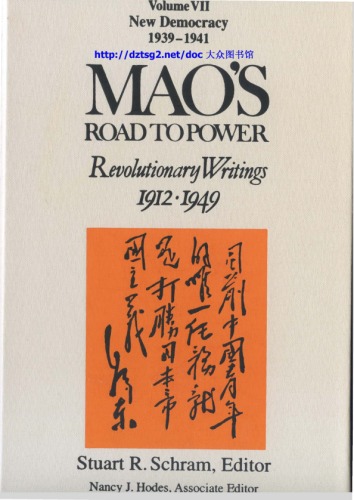 Volume VII
New Democracy
1939–1941
http://dztsg2.net/doc 大众图书馆
MAO'S
ROAD TO POWER
Revolutionary Writings
1912·1949
目前中國青年
的唯一任務就
是打勝日本帝
國主義
毛澤東
Stuart R. Schram, Editor
Nancy J. Hodes, Associate Editor